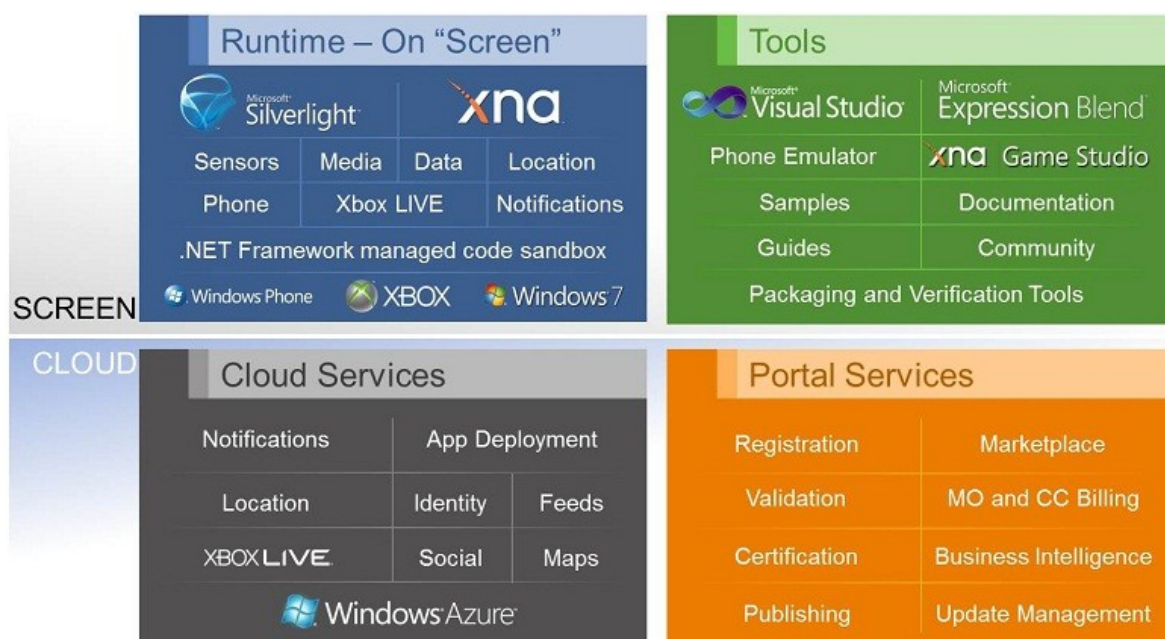 Runtime – On “Screen”
Microsoft®
Silverlight™
xna
Sensors
Media
Data
Location
Phone
Xbox LIVE
Notifications
.NET Framework managed code sandbox
Windows Phone
XBOX
Windows 7
SCREEN
Tools
Microsoft®
Visual Studio®
Microsoft®
Expression Blend™
Phone Emulator
xna Game Studio
Samples
Documentation
Guides
Community
Packaging and Verification Tools
CLOUD
Cloud Services
Notifications
App Deployment
Location
Identity
Feeds
XBOX LIVE
Social
Maps
Windows Azure™
Portal Services
Registration
Marketplace
Validation
MO and CC Billing
Certification
Business Intelligence
Publishing
Update Management